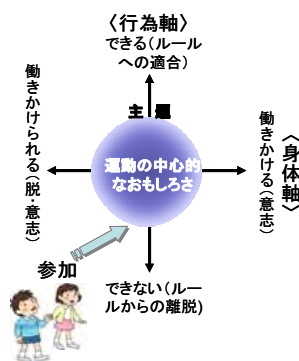 〈行為軸〉
できる(ルール
への適合)
主題
働きかけられる(脱・意志)
運動の中心的
なおもしろさ
働きかける(意志)
〈身体軸〉
参加
できない(ルー
ルからの離脱)